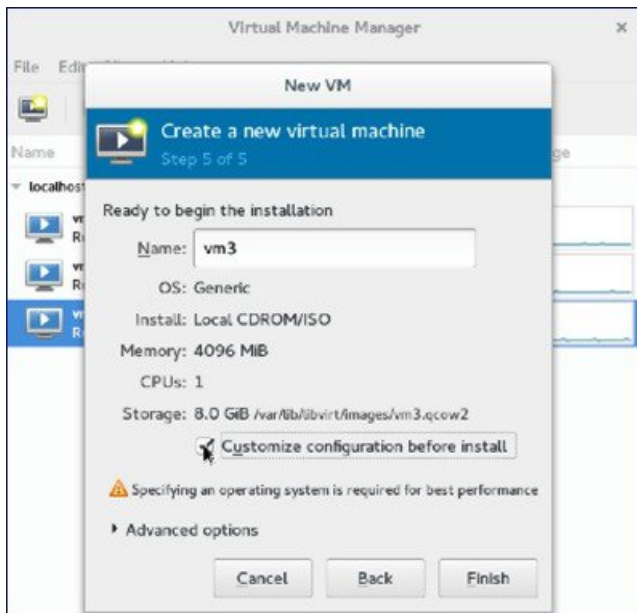 Virtual Machine Manager
File
New VM
Create a new virtual machine
Step 5 of 5
Name
localhost
Ready to begin the installation
Name: vm3
OS: Generic
Install: Local CDROM/ISO
Memory: 4096 MiB
CPUs: 1
Storage: 8.0 GiB /var/lib/libvirt/images/vm3.qcow2
Customize configuration before install
Specifying an operating system is required for best performance
Advanced options
Cancel Back Finish